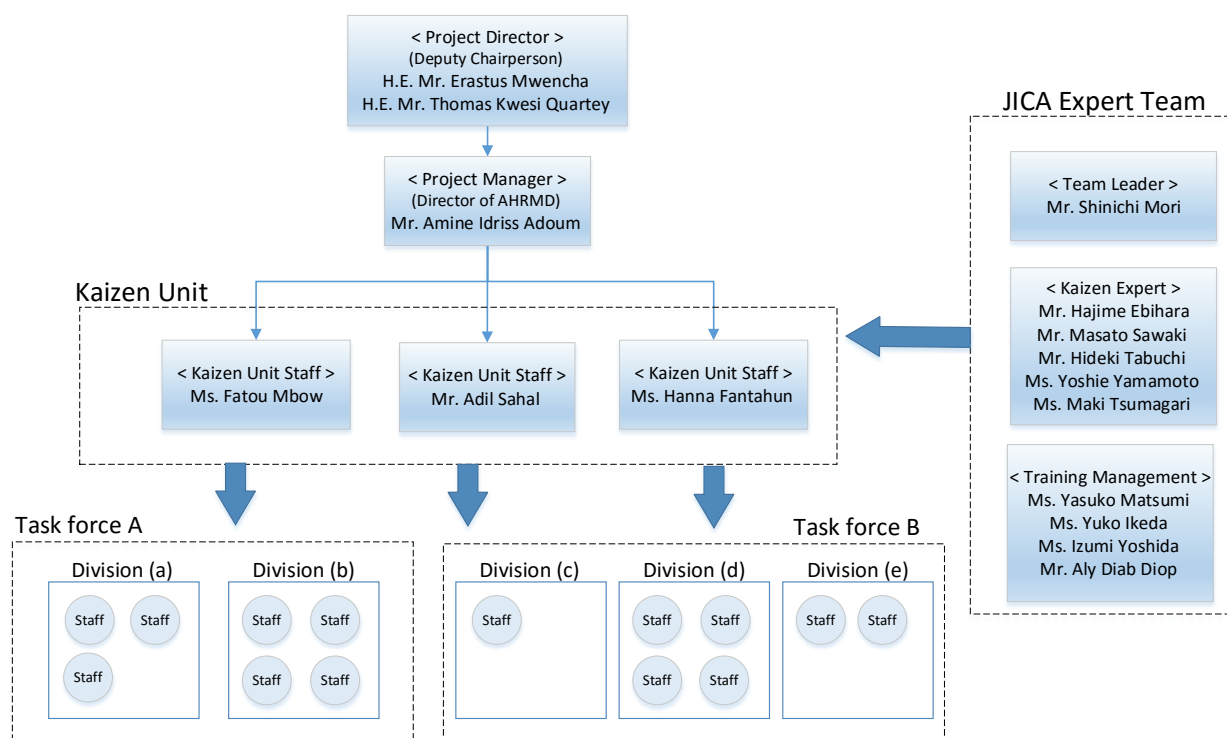 < Project Director >
(Deputy Chairperson)
H.E. Mr. Erastus Mwencha
H.E. Mr. Thomas Kwesi Quartey
< Project Manager >
(Director of AHRMD)
Mr. Amine Idriss Adoum
Kaizen Unit
< Kaizen Unit Staff >
Ms. Fatou Mbow
< Kaizen Unit Staff >
Mr. Adil Sahal
< Kaizen Unit Staff >
Ms. Hanna Fantahun
JICA Expert Team
< Team Leader >
Mr. Shinichi Mori
< Kaizen Expert >
Mr. Hajime Ebihara
Mr. Masato Sawaki
Mr. Hideki Tabuchi
Ms. Yoshie Yamamoto
Ms. Maki Tsumagari
< Training Management >
Ms. Yasuko Matsumi
Ms. Yuko Ikeda
Ms. Izumi Yoshida
Mr. Aly Diab Diop
Task force A
Division (a)
Staff
Staff
Staff
Division (b)
Staff
Staff
Staff
Staff
Task force B
Division (c)
Staff
Division (d)
Staff
Staff
Staff
Staff
Division (e)
Staff
Staff